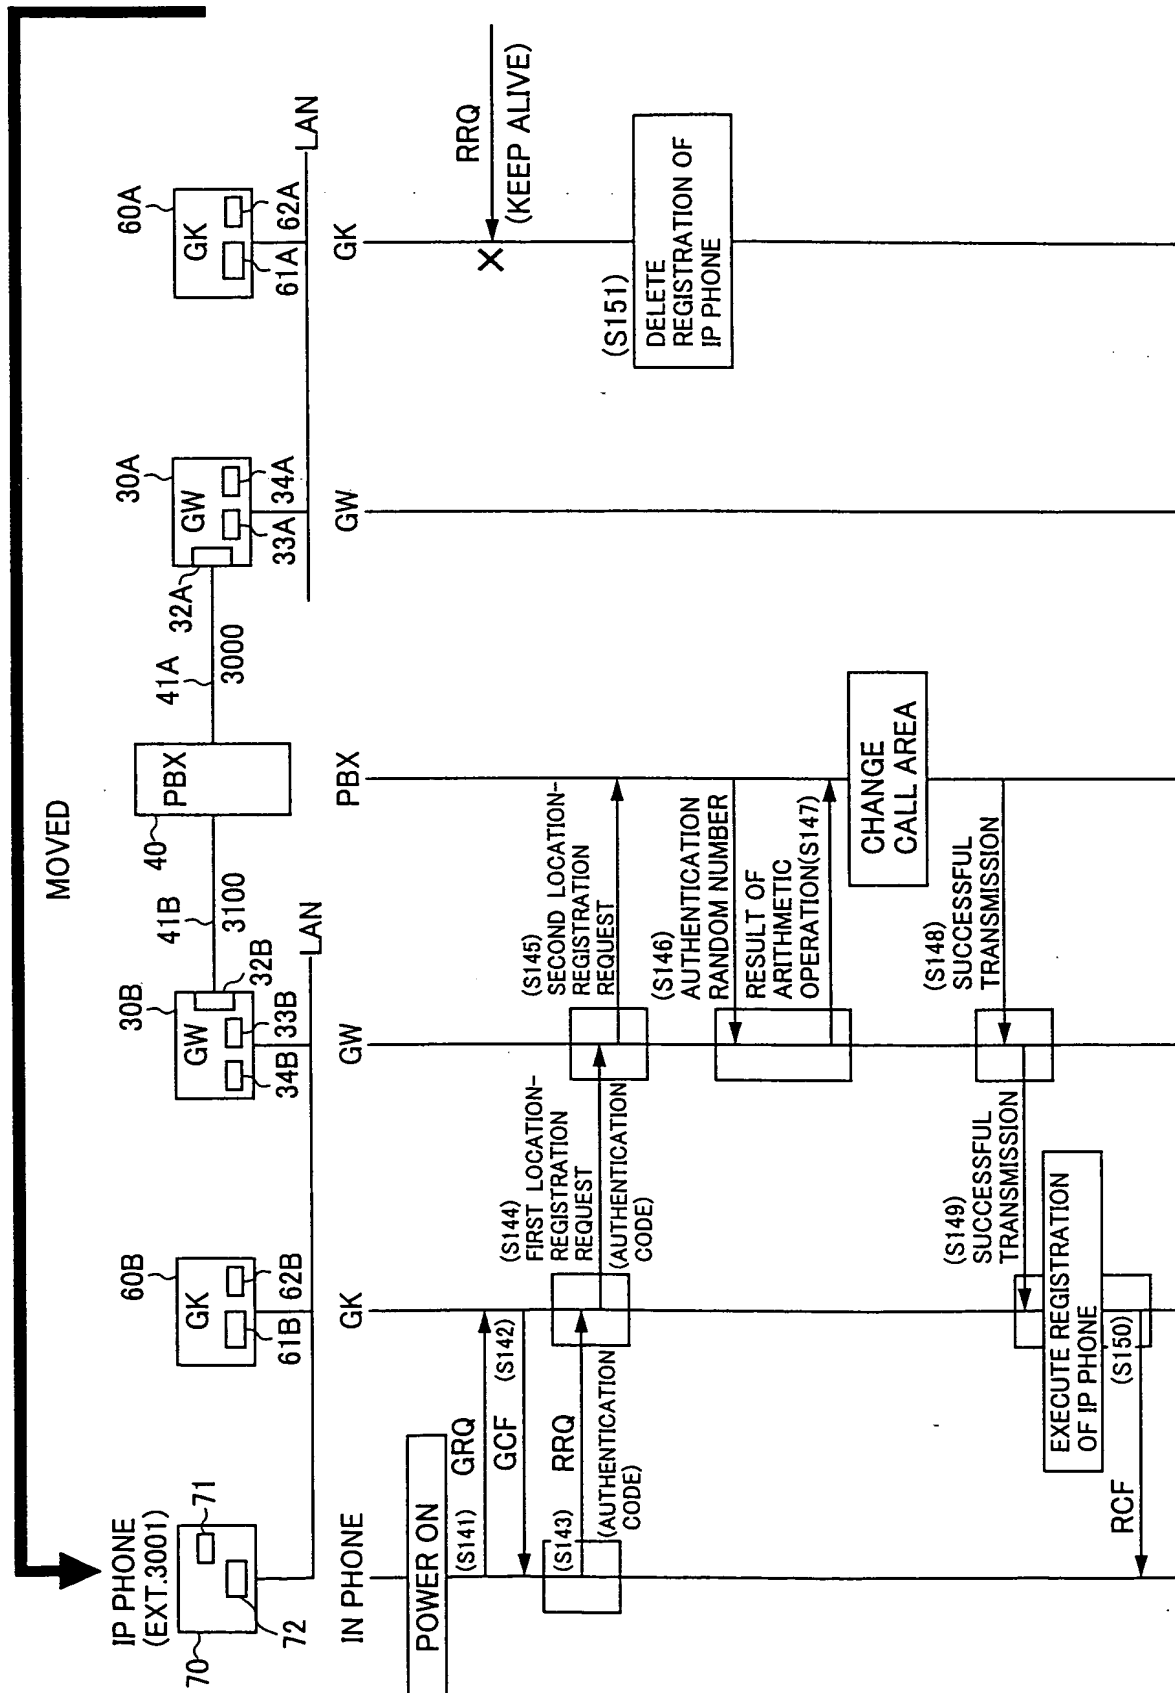 MOVED
IP PHONE
(EXT.3001)
70
71
72
60B
GK
61B
62B
30B
GW
34B
33B
32B
41B
3100
40
PBX
41A
3000
32A
30A
GW
33A
34A
60A
GK
61A
62A
LAN
LAN
IN PHONE
GK
GW
PBX
GW
GK
POWER ON
(S141)
GRQ
GCF
(S142)
(S143)
RRQ
(AUTHENTICATION
CODE)
(S144)
FIRST LOCATION-
REGISTRATION
REQUEST
(AUTHENTICATION
CODE)
(S145)
SECOND LOCATION-
REGISTRATION
REQUEST
(S146)
AUTHENTICATION
RANDOM NUMBER
RESULT OF
ARITHMETIC
OPERATION(S147)
CHANGE
CALL AREA
(S148)
SUCCESSFUL
TRANSMISSION
(S149)
SUCCESSFUL
TRANSMISSION
EXECUTE REGISTRATION
OF IP PHONE
(S150)
RCF
RRQ
(KEEP ALIVE)
X
(S151)
DELETE
REGISTRATION OF
IP PHONE